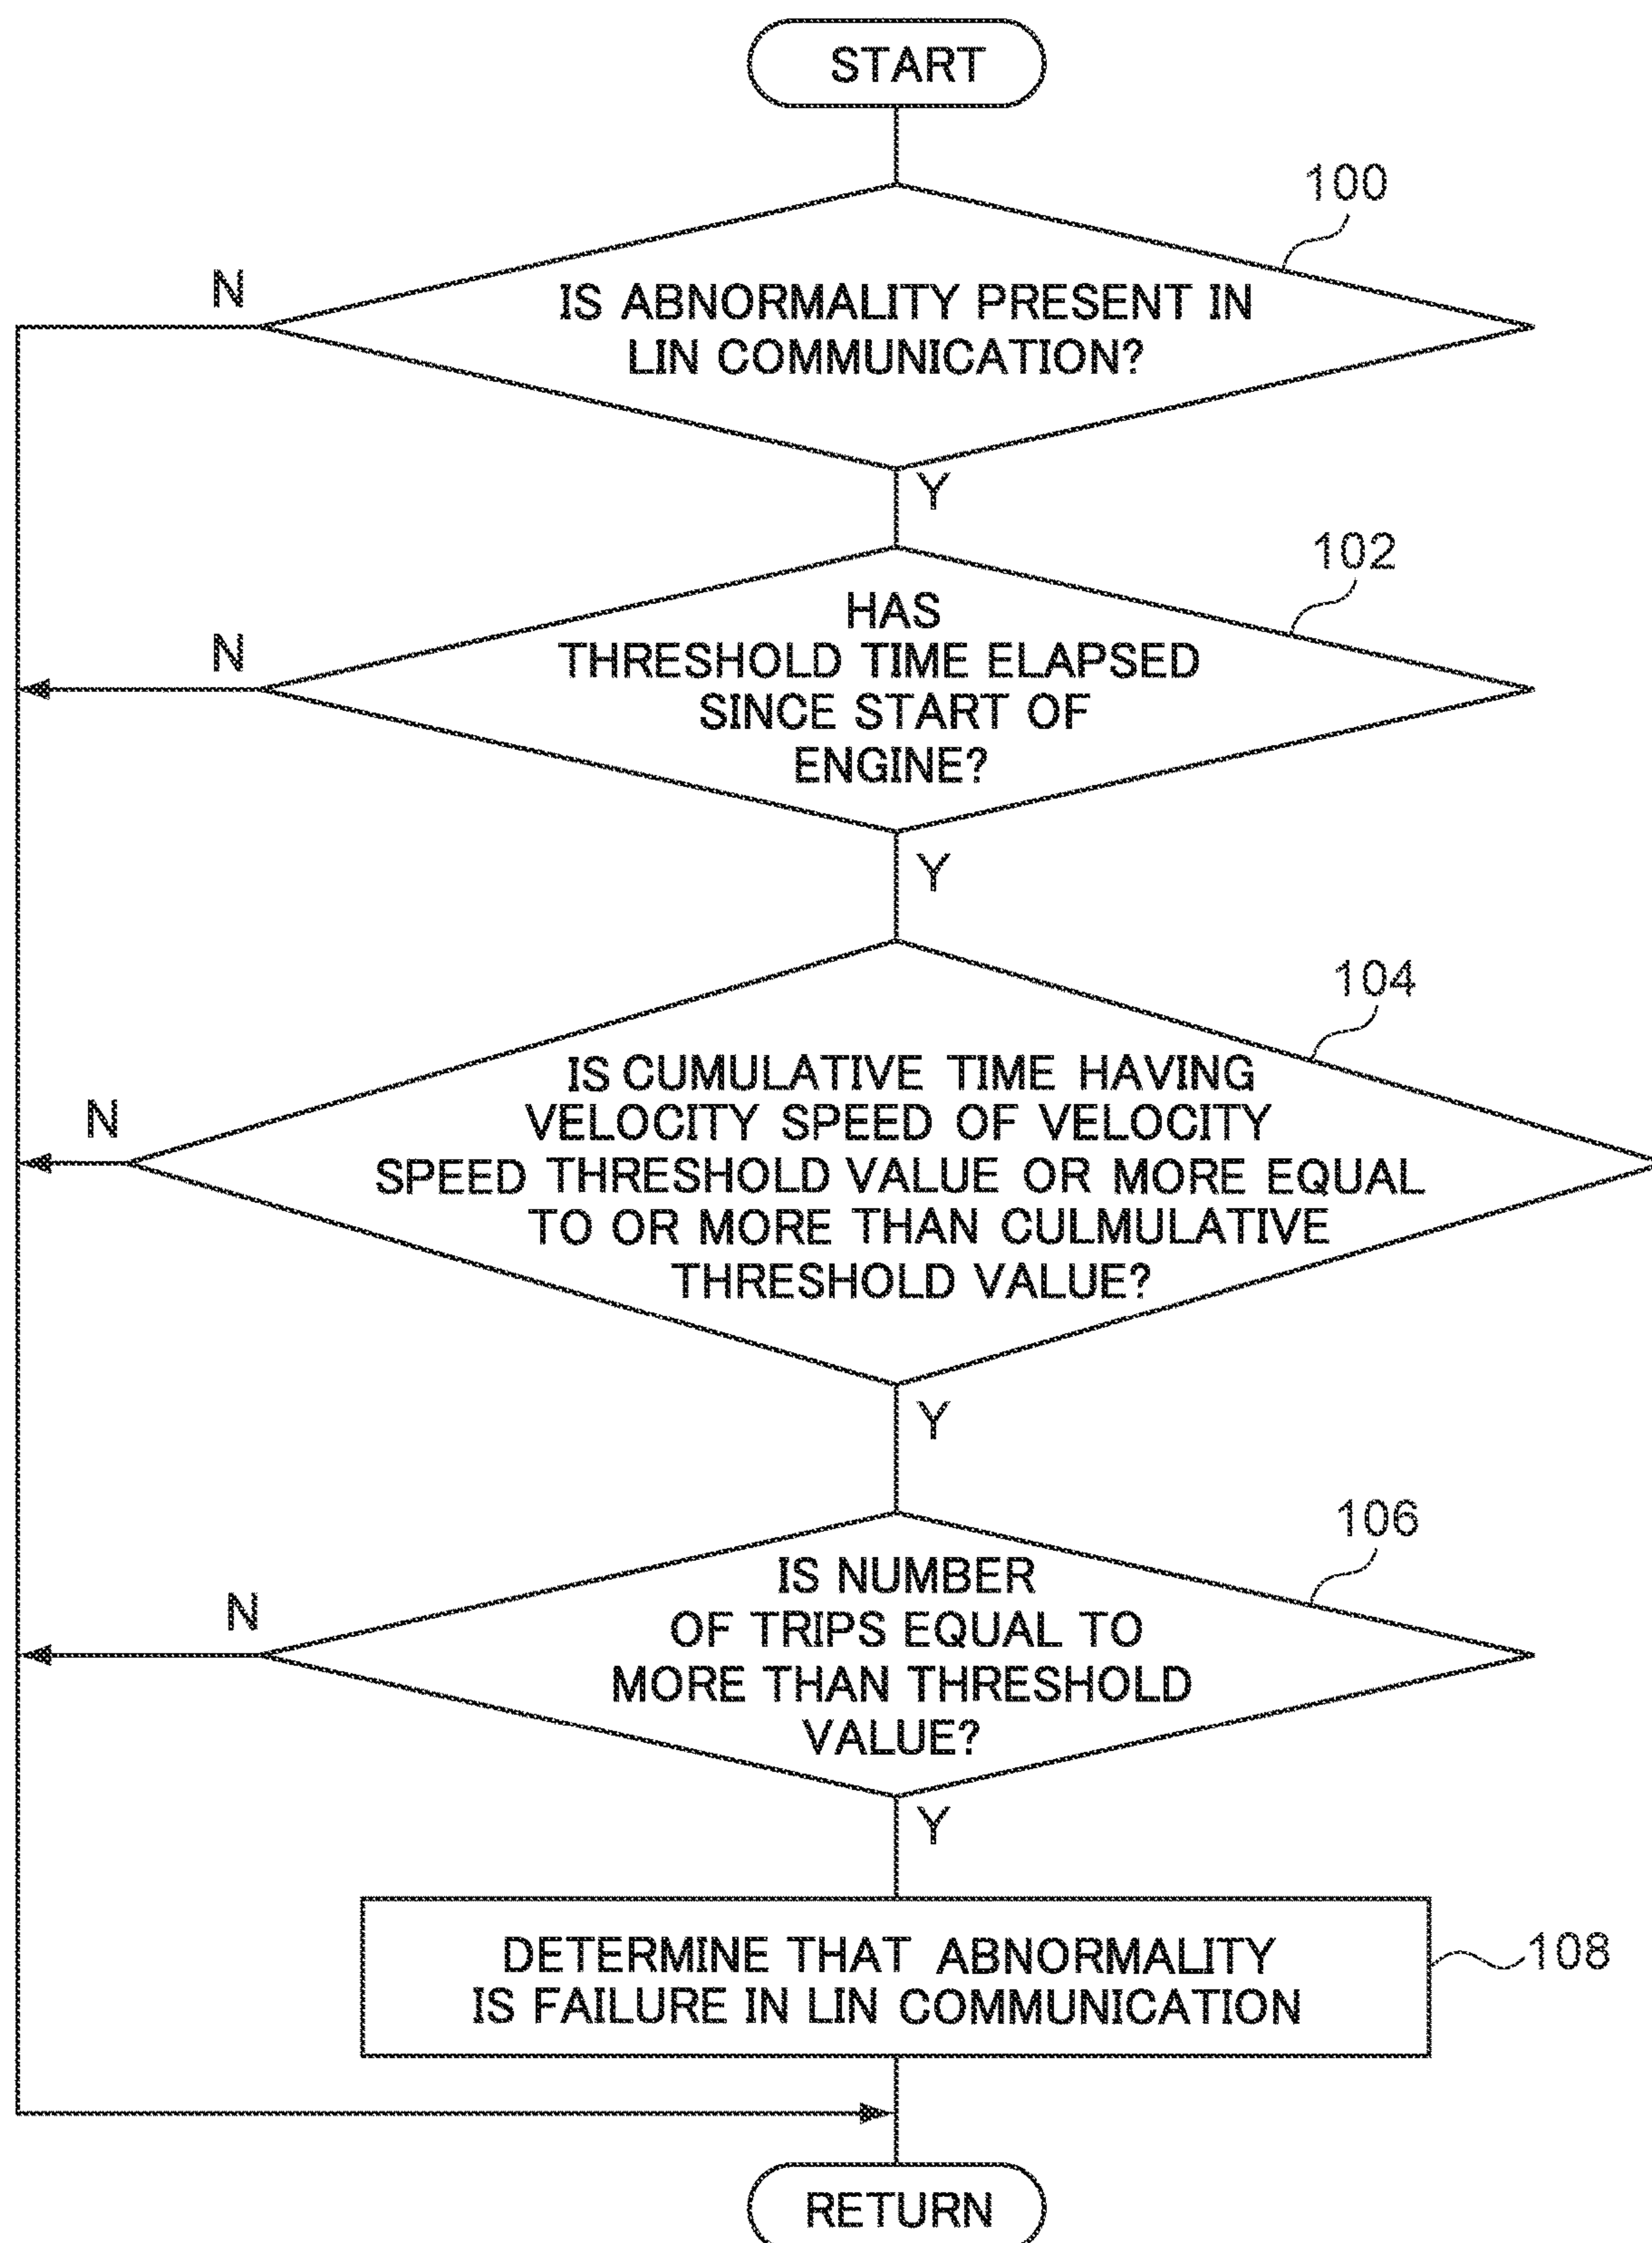 START
100
N
IS ABNORMALITY PRESENT IN
LIN COMMUNICATION?
Y
102
N
HAS
THRESHOLD TIME ELAPSED
SINCE START OF
ENGINE?
Y
104
N
IS CUMULATIVE TIME HAVING
VELOCITY SPEED OF VELOCITY
SPEED THRESHOLD VALUE OR MORE EQUAL
TO OR MORE THAN CULMULATIVE
THRESHOLD VALUE?
Y
106
N
IS NUMBER
OF TRIPS EQUAL TO
MORE THAN THRESHOLD
VALUE?
Y
DETERMINE THAT ABNORMALITY
IS FAILURE IN LIN COMMUNICATION
108
RETURN